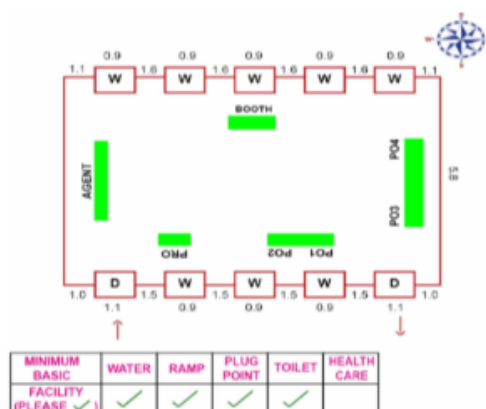 0.9 0.9 0.9 0.9 0.9
1.1 1.6 1.6 1.6 1.6 1.1
W W W W W
BOOTH
AGENT
PO4
PO3
5.8
PRO PO2 PO1
D W W W D
1.0 1.5 1.5 1.5 1.5 1.0
1.1 0.9 0.9 0.9 1.1
MINIMUM BASIC FACILITY (PLEASE ✓)
WATER RAMP PLUG POINT TOILET HEALTH CARE
✓ ✓ ✓ ✓